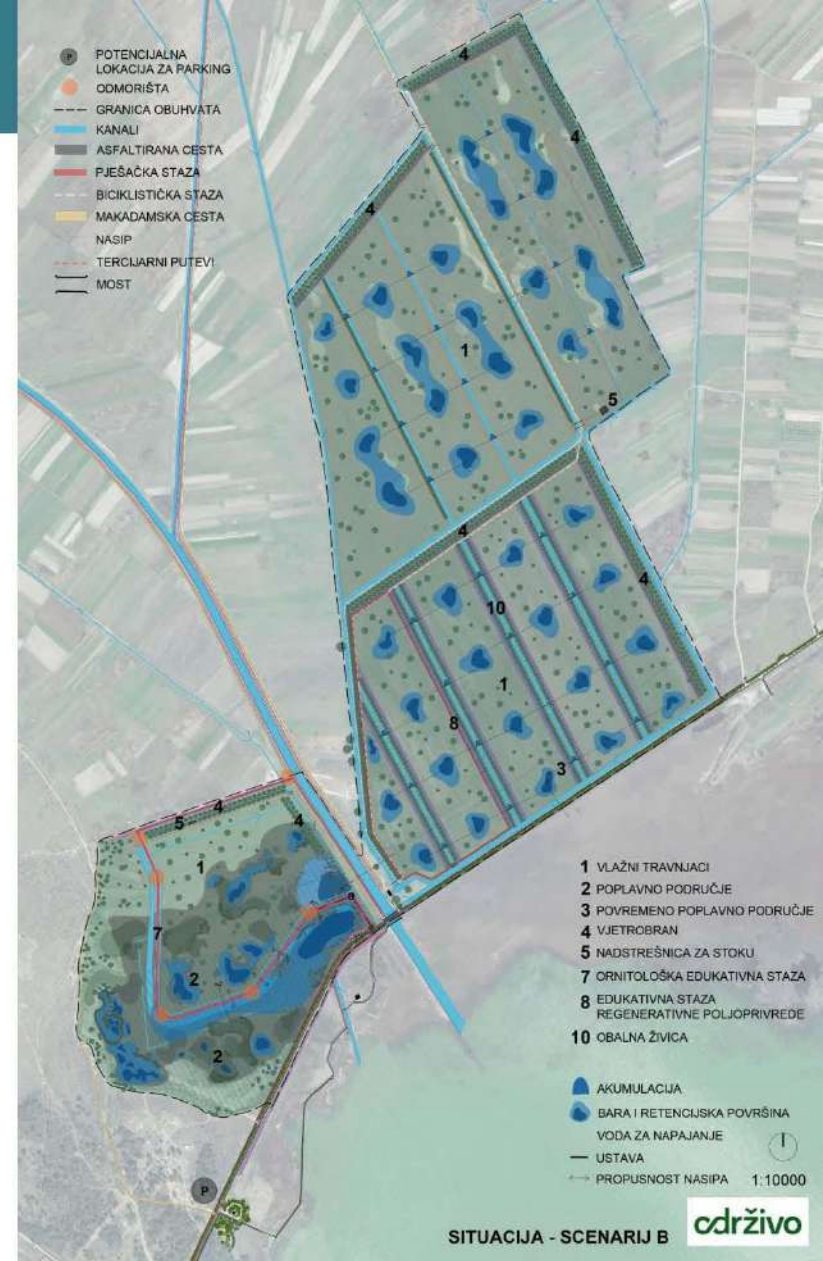 P POTENCIJALNA
LOKACIJA ZA PARKING
ODMORIŠTA
GRANICA OBUHVATA
KANALI
ASFALTIRANA CESTA
PJEŠAČKA STAZA
BICIKLISTIČKA STAZA
MAKADAMSKA CESTA
NASIP
TERCIJARNI PUTEVI
MOST
4
4
4
1
5
4
4
10
1
8
3
4
5
4
1
7
2
2
P
1 VLAŽNI TRAVNJACI
2 POPLAVNO PODRUČJE
3 POVREMENO POPLAVNO PODRUČJE
4 VJETROBRAN
5 NADSTREŠNICA ZA STOKU
7 ORNITOLOŠKA EDUKATIVNA STAZA
8 EDUKATIVNA STAZA
REGENERATIVNE POLJOPRIVREDE
10 OBALNA ŽIVICA
AKUMULACIJA
BARA I RETENCIJSKA POVRŠINA
VODA ZA NAPAJANJE
USTAVA
PROPUSNOST NASIPA 1:10000
SITUACIJA - SCENARIJ B
održivo